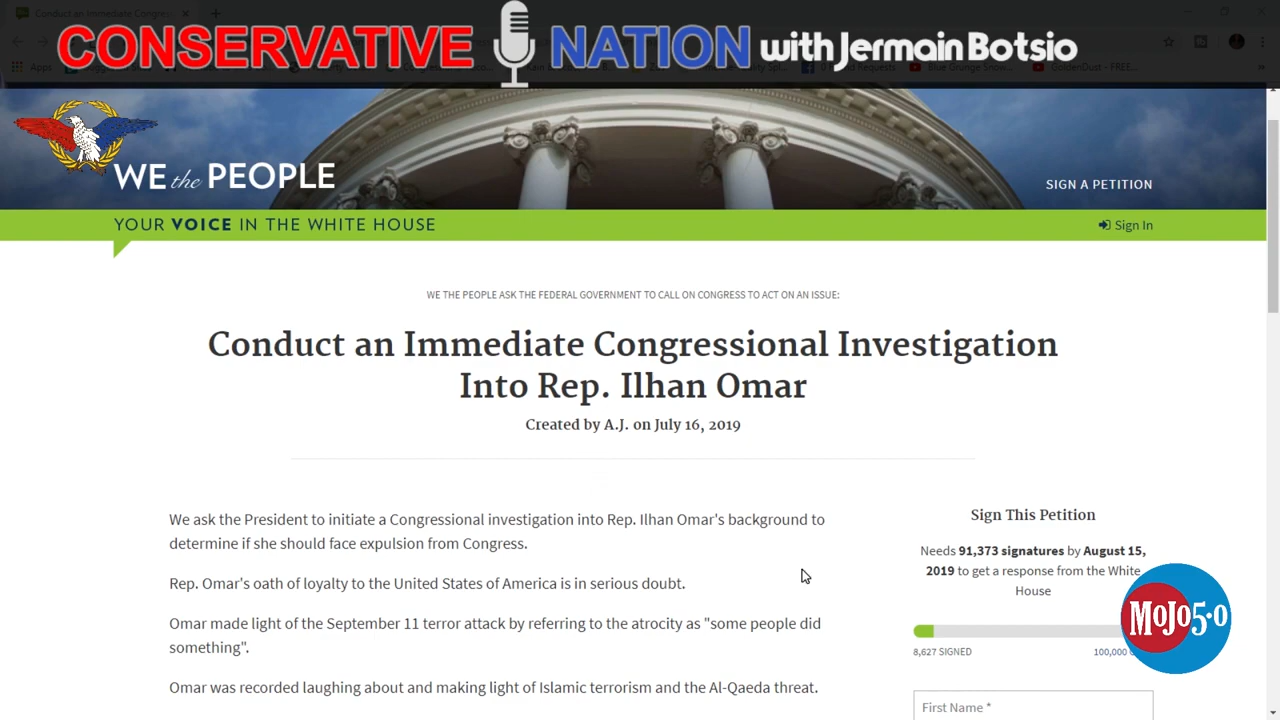 Conduct an Immediate Congress
CONSERVATIVE NATION with Jermain Botsio
Apps
WE the PEOPLE
SIGN A PETITION
YOUR VOICE IN THE WHITE HOUSE
Sign In
WE THE PEOPLE ASK THE FEDERAL GOVERNMENT TO CALL ON CONGRESS TO ACT ON AN ISSUE:
Conduct an Immediate Congressional Investigation
Into Rep. Ilhan Omar
Created by A.J. on July 16, 2019
We ask the President to initiate a Congressional investigation into Rep. Ilhan Omar's background to
determine if she should face expulsion from Congress.
Rep. Omar's oath of loyalty to the United States of America is in serious doubt.
Omar made light of the September 11 terror attack by referring to the atrocity as "some people did
something".
Omar was recorded laughing about and making light of Islamic terrorism and the Al-Qaeda threat.
Sign This Petition
Needs 91,373 signatures by August 15,
2019 to get a response from the White
House
8,627 SIGNED
100,000
MOJO5·0
First Name *